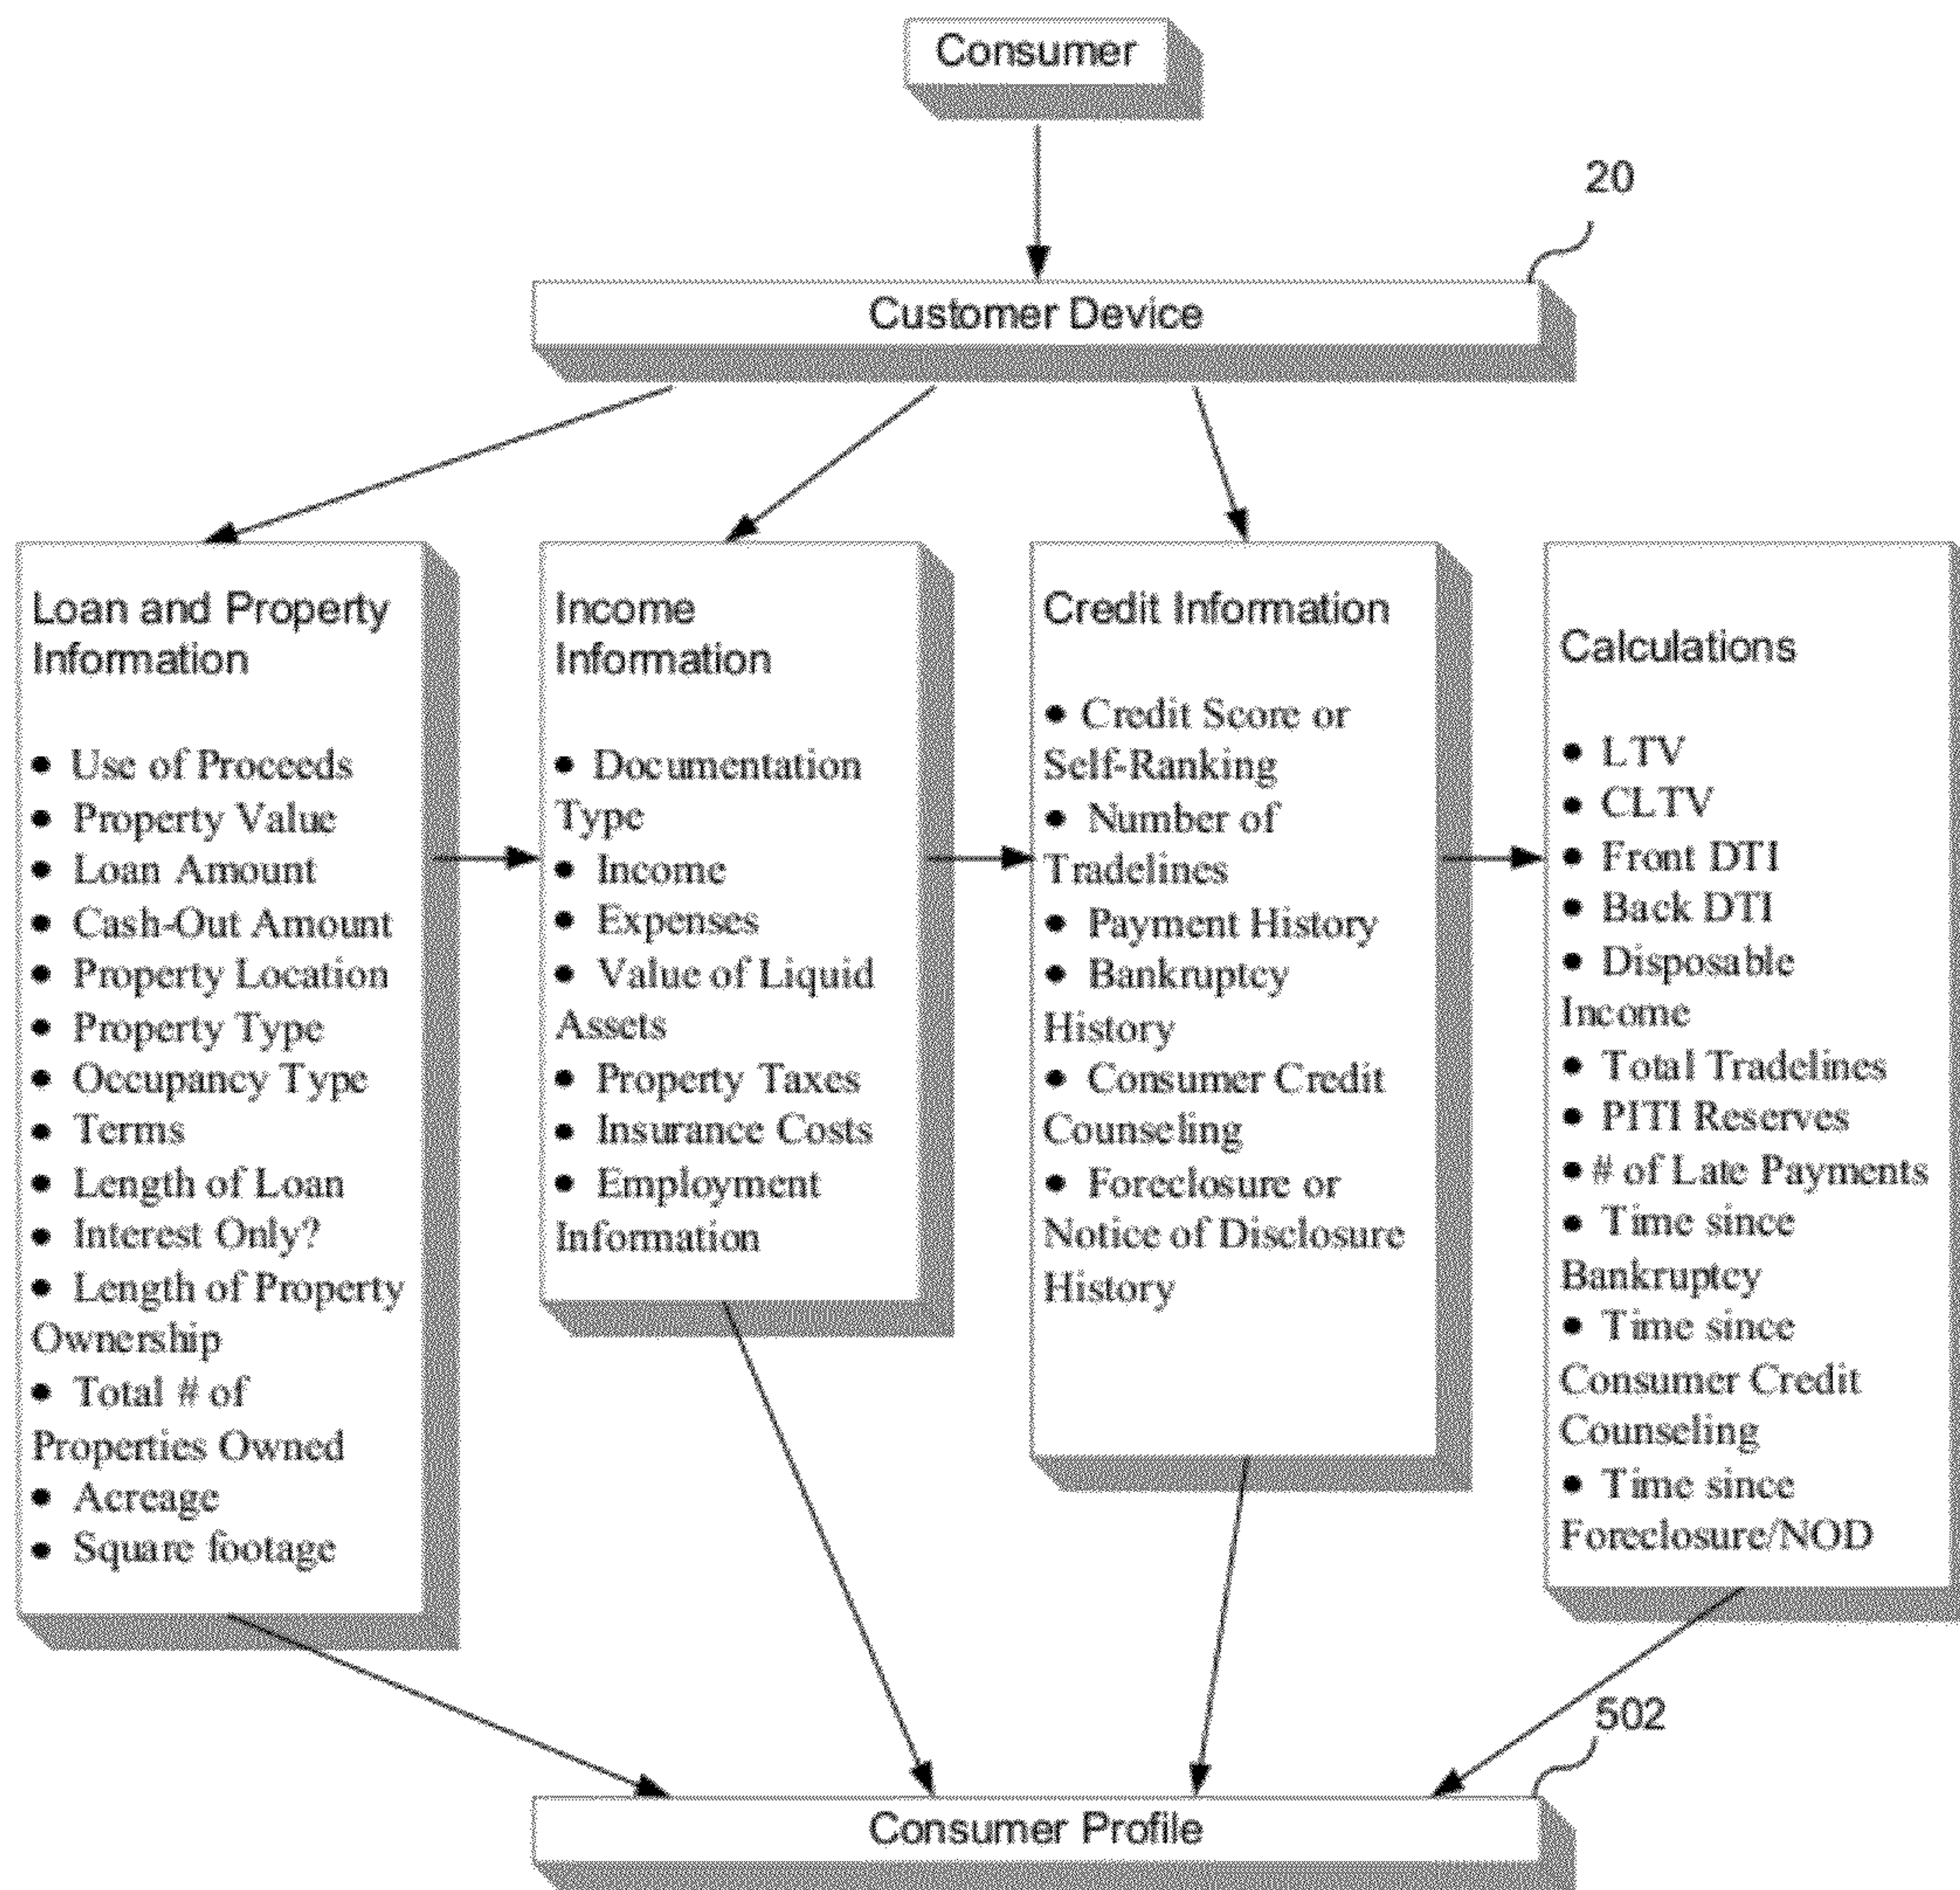 Consumer
20
Customer Device
Loan and Property
Information
• Use of Proceeds
• Property Value
• Loan Amount
• Cash-Out Amount
• Property Location
• Property Type
• Occupancy Type
• Terms
• Length of Loan
• Interest Only?
• Length of Property
Ownership
• Total # of
Properties Owned
• Acreage
• Square footage
Income
Information
• Documentation
Type
• Income
• Expenses
• Value of Liquid
Assets
• Property Taxes
• Insurance Costs
• Employment
Information
Credit Information
• Credit Score or
Self-Ranking
• Number of
Tradelines
• Payment History
• Bankruptcy
History
• Consumer Credit
Counseling
• Foreclosure or
Notice of Disclosure
History
Calculations
• LTV
• CLTV
• Front DTI
• Back DTI
• Disposable
Income
• Total Tradelines
• PITI Reserves
• # of Late Payments
• Time since
Bankruptcy
• Time since
Consumer Credit
Counseling
• Time since
Foreclosure/NOD
502
Consumer Profile